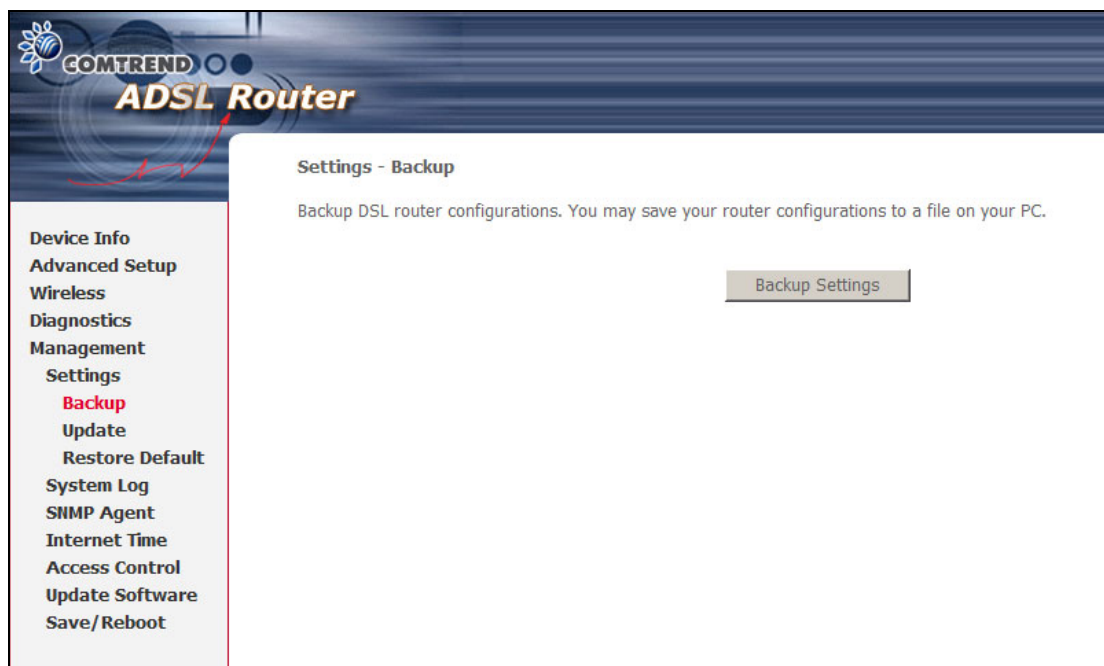 COMTREND
ADSL Router
Settings - Backup
Backup DSL router configurations. You may save your router configurations to a file on your PC.
Backup Settings
Device Info
Advanced Setup
Wireless
Diagnostics
Management
Settings
Backup
Update
Restore Default
System Log
SNMP Agent
Internet Time
Access Control
Update Software
Save/Reboot